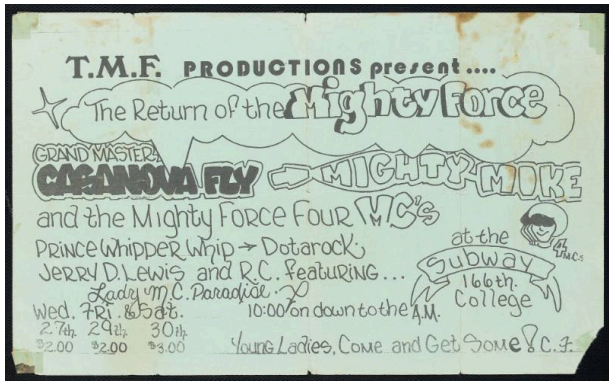 T.M.F. PRODUCTIONS present ....
The Return of the Mighty Force
GRAND MASTER,
CASANOVA FLY → MIGHTY MIKE
and the Mighty Force Four MC's
PRINCE WHIPPER WHIP → DOTAROCK
JERRY D. LEWIS and R.C. FEATURING...
Lady M.C. Paradise.
at the
Subway
166th.
College
Wed. FRI. & Sat. 10:00 on down to the A.M.
27th. 29th. 30th.
$2.00 $2.00 $3.00
Young Ladies, Come and Get Some! C.F.